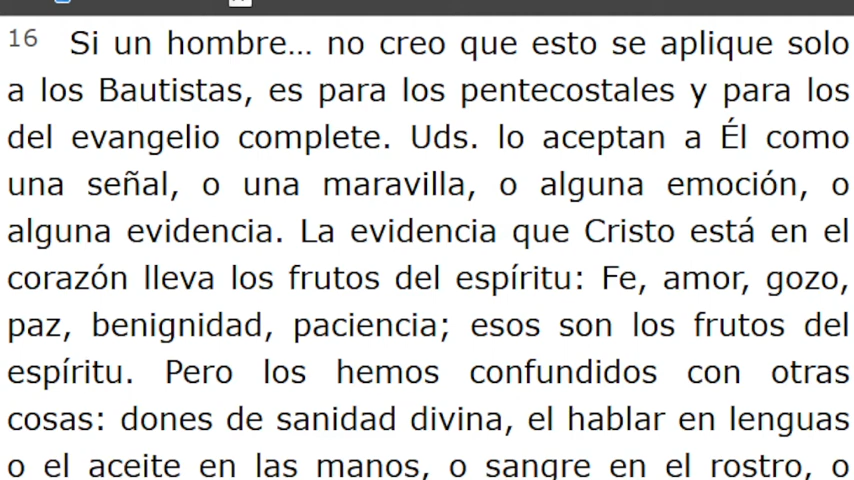 16 Si un hombre... no creo que esto se aplique solo
a los Bautistas, es para los pentecostales y para los
del evangelio complete. Uds. lo aceptan a Él como
una señal, o una maravilla, o alguna emoción, o
alguna evidencia. La evidencia que Cristo está en el
corazón lleva los frutos del espíritu: Fe, amor, gozo,
paz, benignidad, paciencia; esos son los frutos del
espíritu. Pero los hemos confundidos con otras
cosas: dones de sanidad divina, el hablar en lenguas
o el aceite en las manos, o sangre en el rostro, o